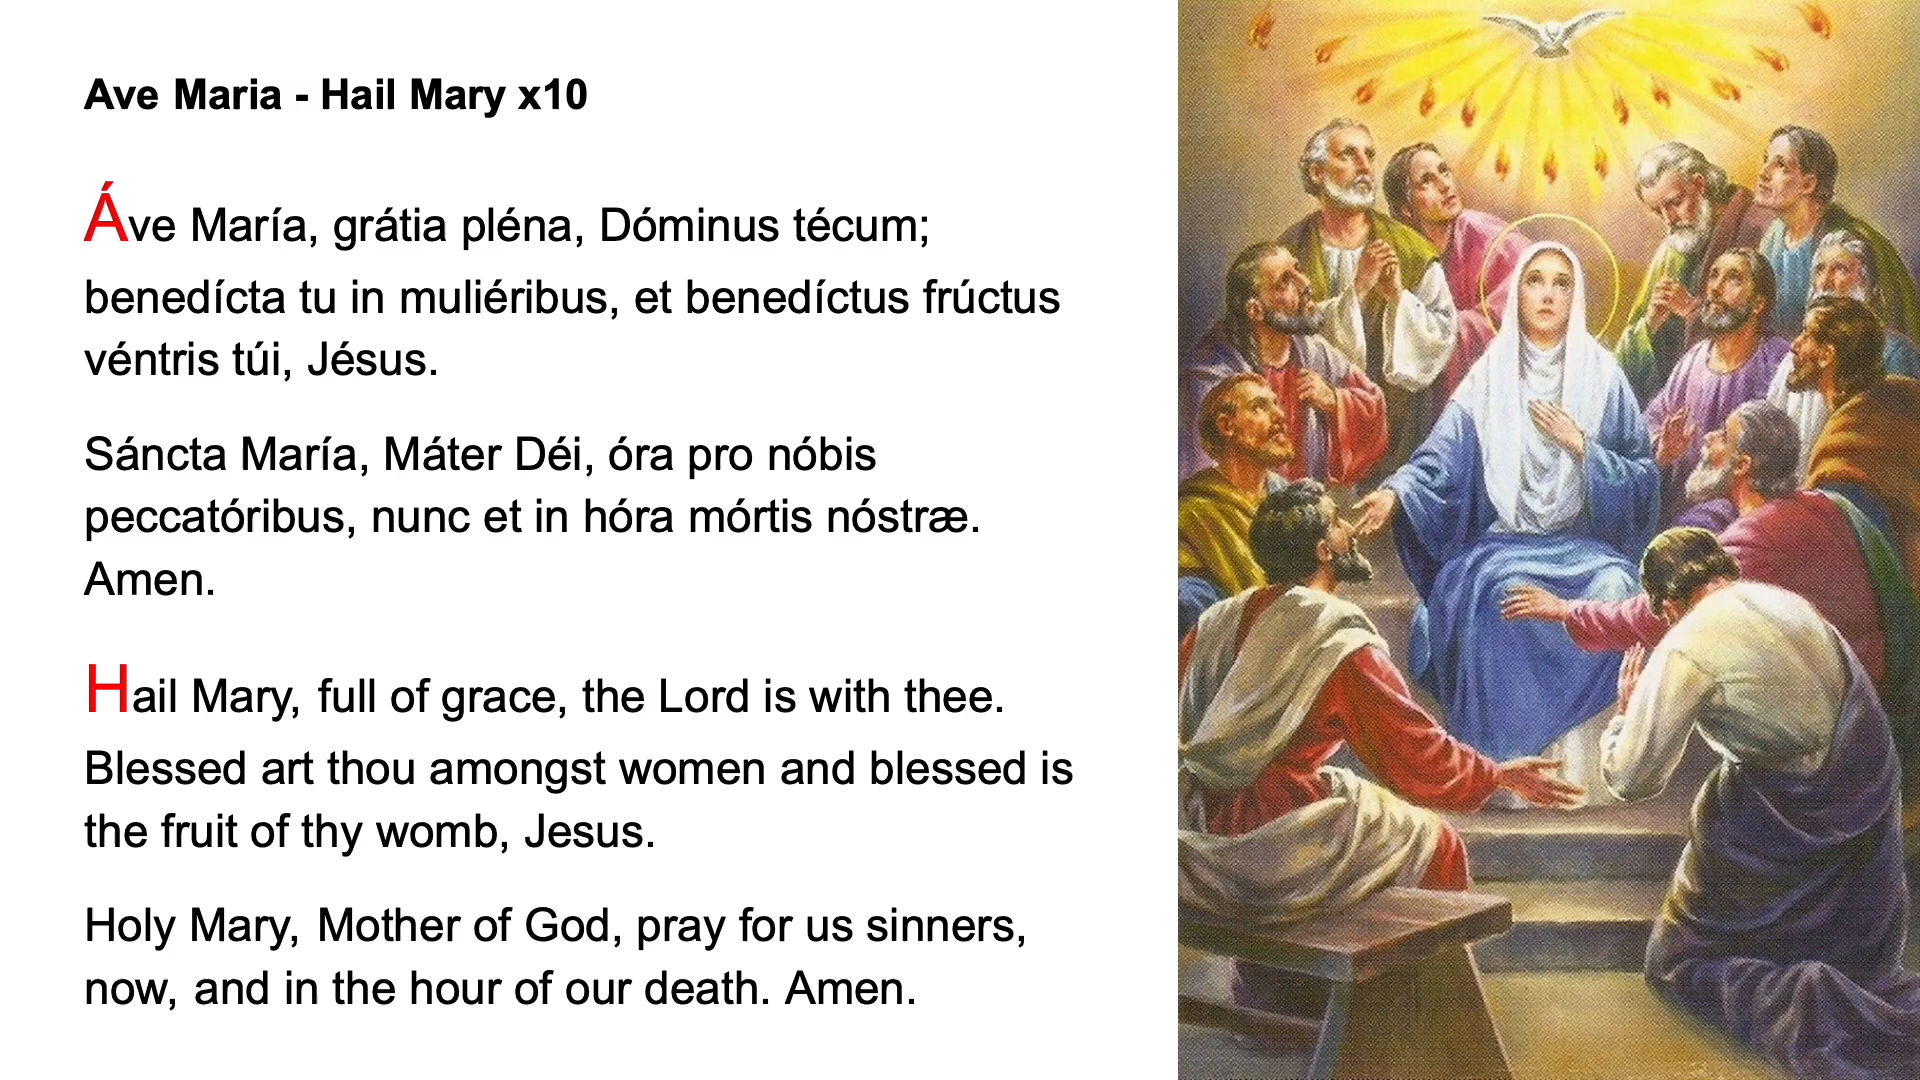 Ave Maria - Hail Mary x10
Áve María, grátia pléna, Dóminus técum;
benedícta tu in muliéribus, et benedíctus frúctus
véntris túi, Jésus.
Sáncta María, Máter Déi, óra pro nóbis
peccatóribus, nunc et in hóra mórtis nóstræ.
Amen.
Hail Mary, full of grace, the Lord is with thee.
Blessed art thou amongst women and blessed is
the fruit of thy womb, Jesus.
Holy Mary, Mother of God, pray for us sinners,
now, and in the hour of our death. Amen.